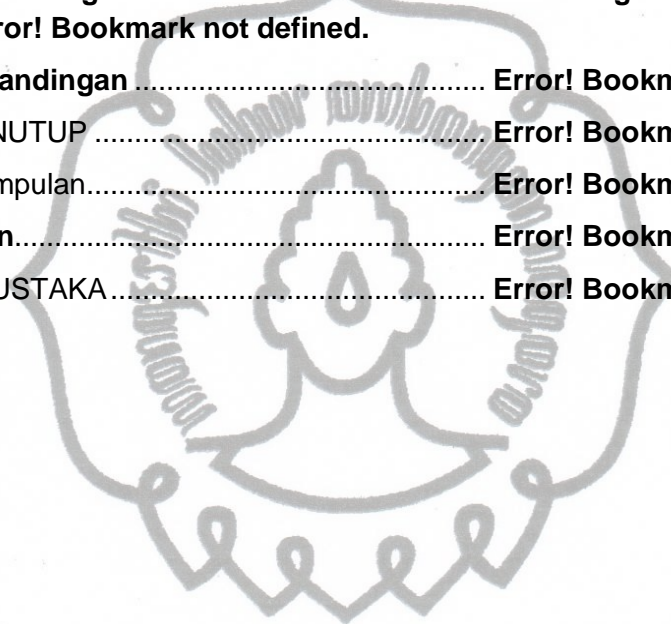 ror! Bookmark not defined.
andingan ............................................... Error! Bookm
NUTUP .................................................... Error! Bookm
mpulan..................................................... Error! Bookm
n............................................................... Error! Bookm
USTAKA .................................................. Error! Bookm